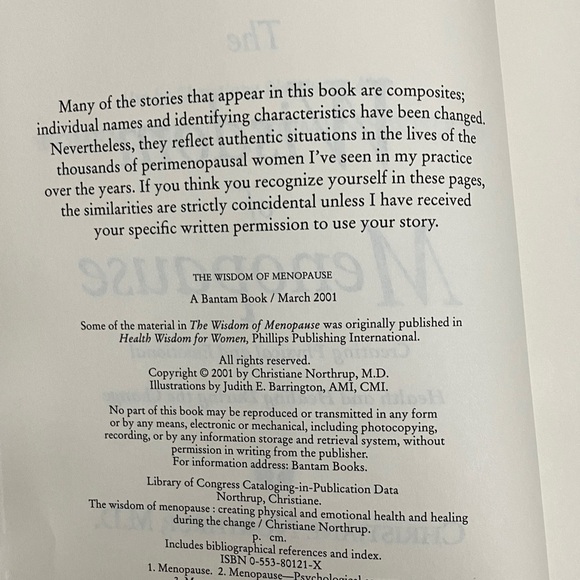 Many of the stories that appear in this book are composites;
individual names and identifying characteristics have been changed.
Nevertheless, they reflect authentic situations in the lives of the
thousands of perimenopausal women I've seen in my practice
over the years. If you think you recognize yourself in these pages,
the similarities are strictly coincidental unless I have received
your specific written permission to use your story.
THE WISDOM OF MENOPAUSE
A Bantam Book / March 2001
Some of the material in The Wisdom of Menopause was originally published in
Health Wisdom for Women, Phillips Publishing International.
All rights reserved.
Copyright © 2001 by Christiane Northrup, M.D.
Illustrations by Judith E. Barrington, AMI, CMI.
No part of this book may be reproduced or transmitted in any form
or by any means, electronic or mechanical, including photocopying,
recording, or by any information storage and retrieval system, without
permission in writing from the publisher.
For information address: Bantam Books.
Library of Congress Cataloging-in-Publication Data
Northrup, Christiane.
The wisdom of menopause : creating physical and emotional health and healing
during the change / Christiane Northrup.
p. cm.
Includes bibliographical references and index.
ISBN 0-553-80121-X
1. Menopause. 2. Menopause—Psychological